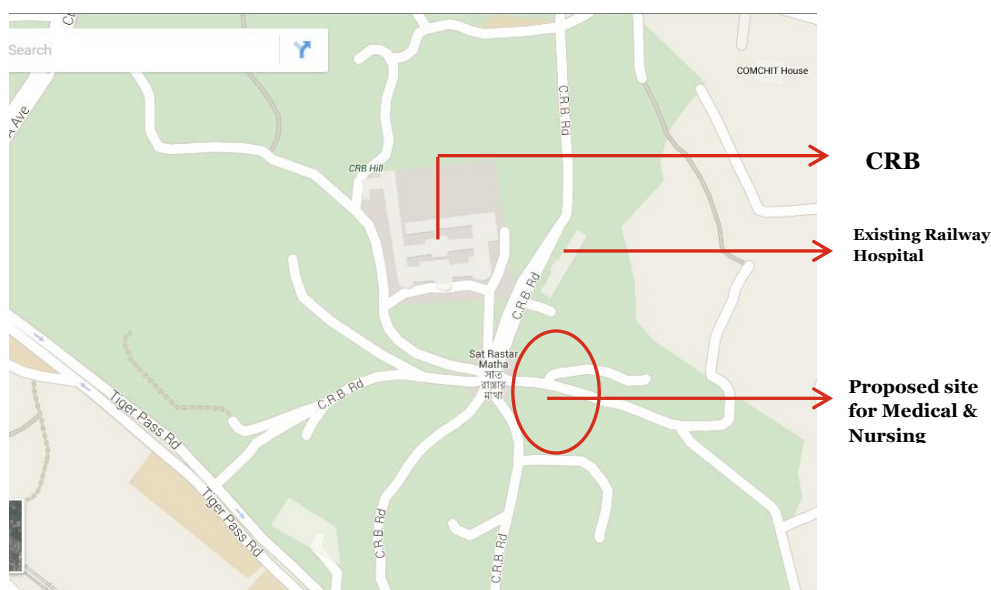 Search
A Ave
COMCHIT House
C.R.B. Rd
CRB Hill
CRB
Existing Railway
Hospital
C.R.B. Rd
Sat Rastar
Matha
সাত
রাস্তার
মাথা
C.R.B. Rd
Proposed site
for Medical &
Nursing
Tiger Pass Rd
Tiger Pass Rd
C.R.B. Rd
C.R.B. Rd